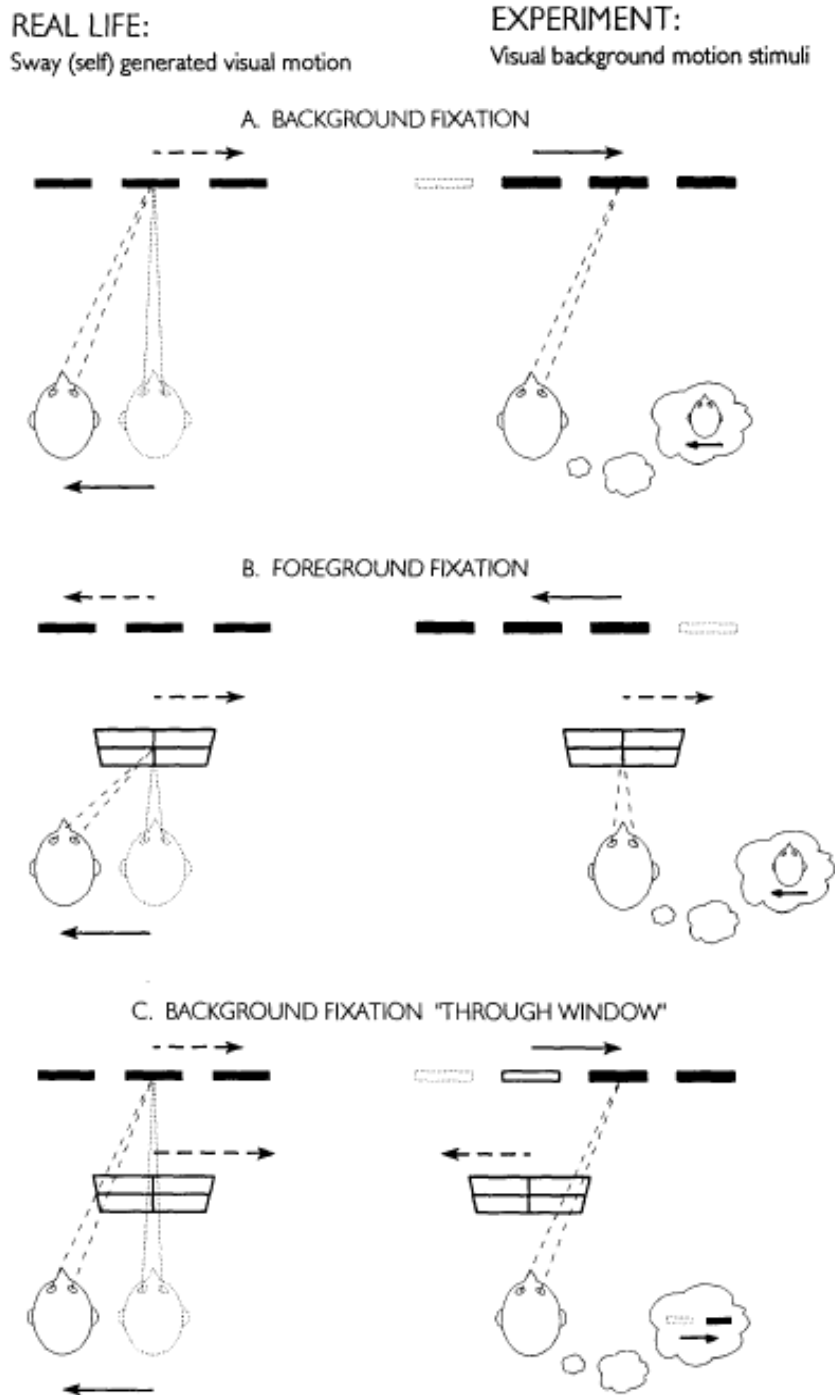 REAL LIFE:
Sway (self) generated visual motion
EXPERIMENT:
Visual background motion stimuli
A. BACKGROUND FIXATION
B. FOREGROUND FIXATION
C. BACKGROUND FIXATION "THROUGH WINDOW"